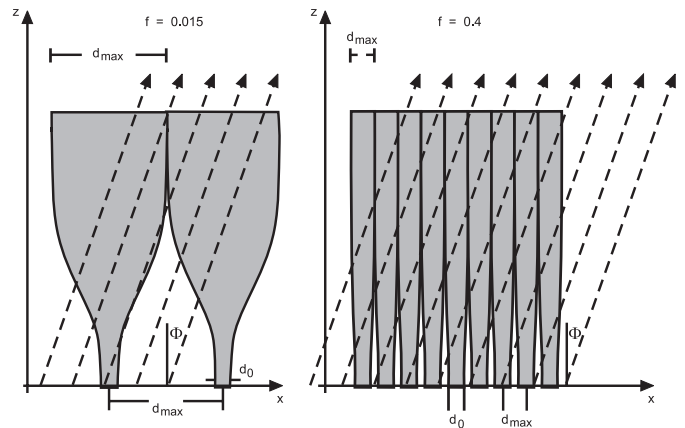 z
f = 0.015
d_max
Φ
d_0
x
d_max
z
f = 0.4
d_max
Φ
x
d_0
d_max